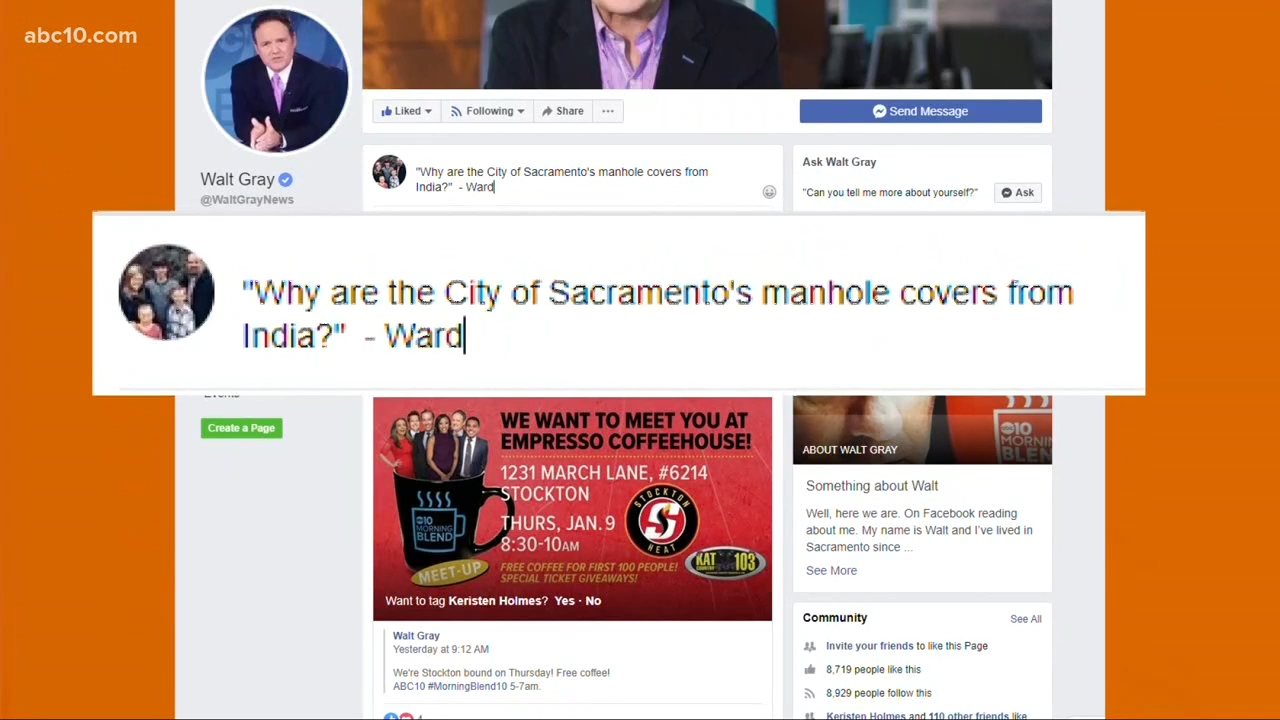 abc10.com
Liked
Following
Share
Send Message
Walt Gray
@WaltGrayNews
"Why are the City of Sacramento's manhole covers from
India?" - Ward
Ask Walt Gray
"Can you tell me more about yourself?"
Ask
"Why are the City of Sacramento's manhole covers from
India?" - Ward
Create a Page
WE WANT TO MEET YOU AT
EMPRESSO COFFEEHOUSE!
1231 MARCH LANE, #6214
STOCKTON
THURS, JAN. 9
8:30-10AM
FREE COFFEE FOR FIRST 100 PEOPLE!
SPECIAL TICKET GIVEAWAYS!
10
MORNING
BLEND
MEET-UP
STOCKTON
S
HEAT
KAT
COUNTRY
103
Want to tag Keristen Holmes? Yes · No
Walt Gray
Yesterday at 9:12 AM
We're Stockton bound on Thursday! Free coffee!
ABC10 #MorningBlend10 5-7am.
4
10
MORNIN
BLEN
ABOUT WALT GRAY
Something about Walt
Well, here we are. On Facebook reading
about me. My name is Walt and I've lived in
Sacramento since ...
See More
Community
See All
Invite your friends to like this Page
8,719 people like this
8,929 people follow this
Keristen Holmes and 110 other friends like